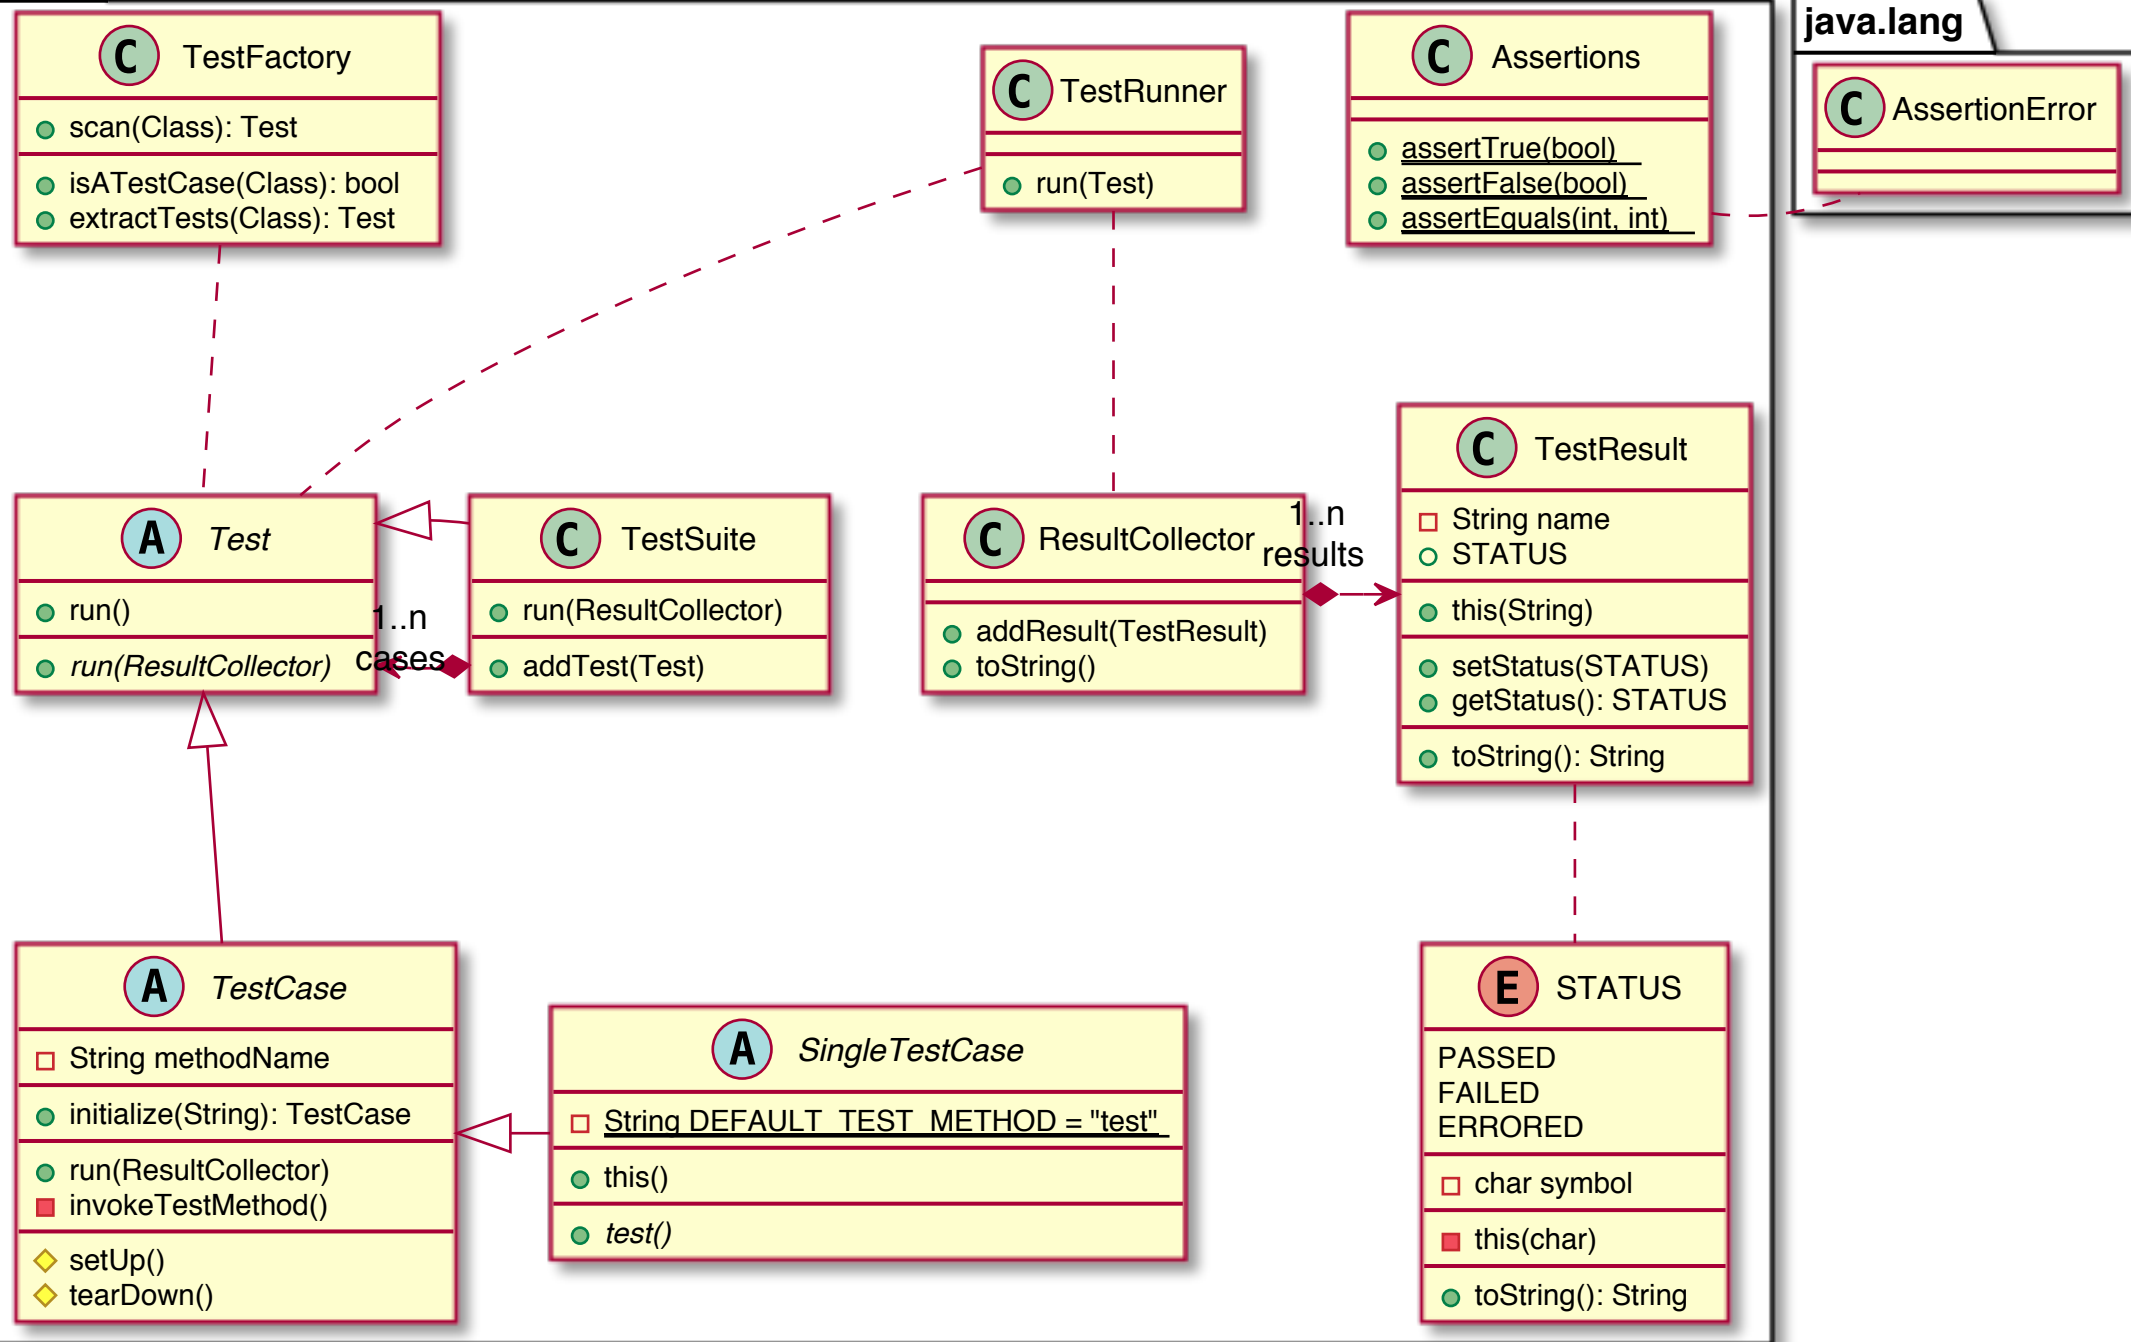 C TestFactory
scan(Class): Test
isATestCase(Class): bool
extractTests(Class): Test
C TestRunner
run(Test)
C Assertions
assertTrue(bool)
assertFalse(bool)
assertEquals(int, int)
java.lang
C AssertionError
A Test
run()
run(ResultCollector)
1..n
cases
C TestSuite
run(ResultCollector)
addTest(Test)
C ResultCollector
addResult(TestResult)
toString()
1..n
results
C TestResult
String name
STATUS
this(String)
setStatus(STATUS)
getStatus(): STATUS
toString(): String
A TestCase
String methodName
initialize(String): TestCase
run(ResultCollector)
invokeTestMethod()
setUp()
tearDown()
A SingleTestCase
String DEFAULT_TEST_METHOD = "test"
this()
test()
E STATUS
PASSED
FAILED
ERRORED
char symbol
this(char)
toString(): String